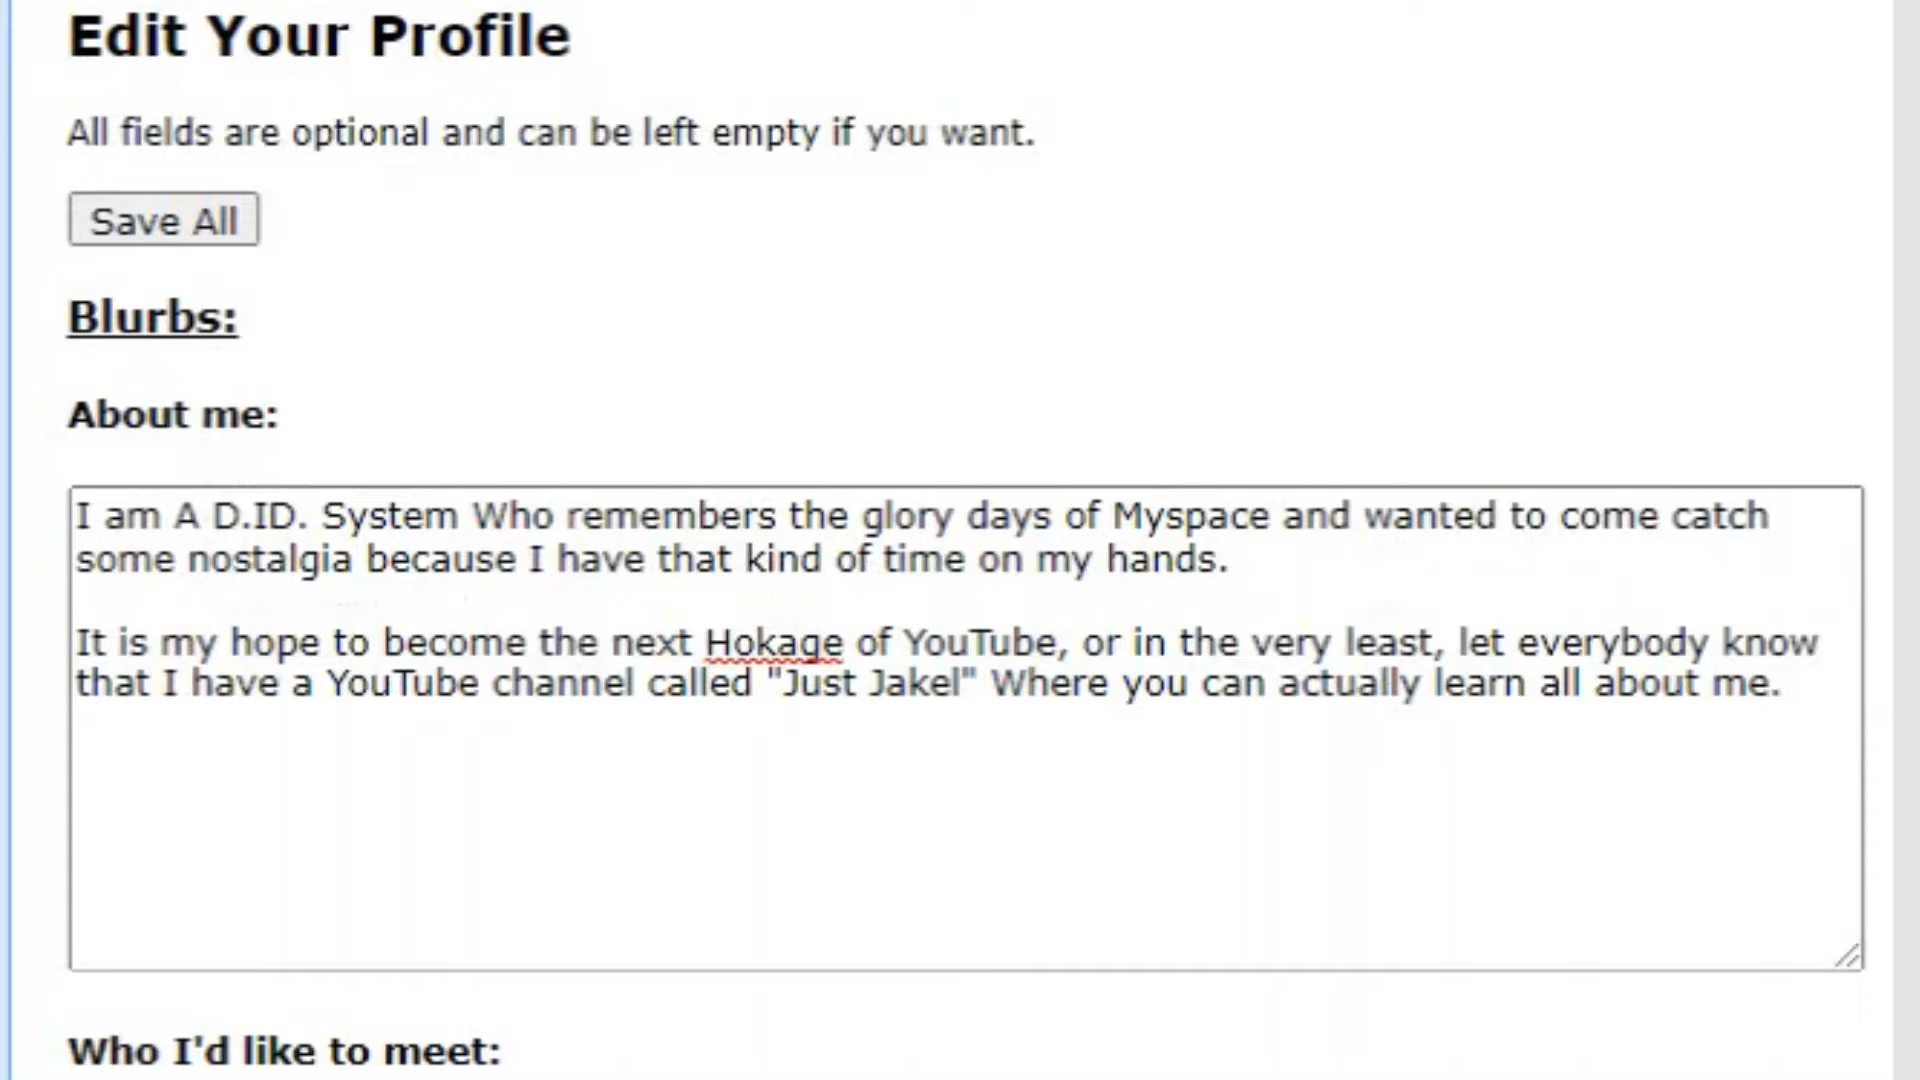 Edit Your Profile
All fields are optional and can be left empty if you want.
Save All
Blurbs:
About me:
I am A D.ID. System Who remembers the glory days of Myspace and wanted to come catch
some nostalgia because I have that kind of time on my hands.
It is my hope to become the next Hokage of YouTube, or in the very least, let everybody know
that I have a YouTube channel called "Just Jakel" Where you can actually learn all about me.
Who I'd like to meet: